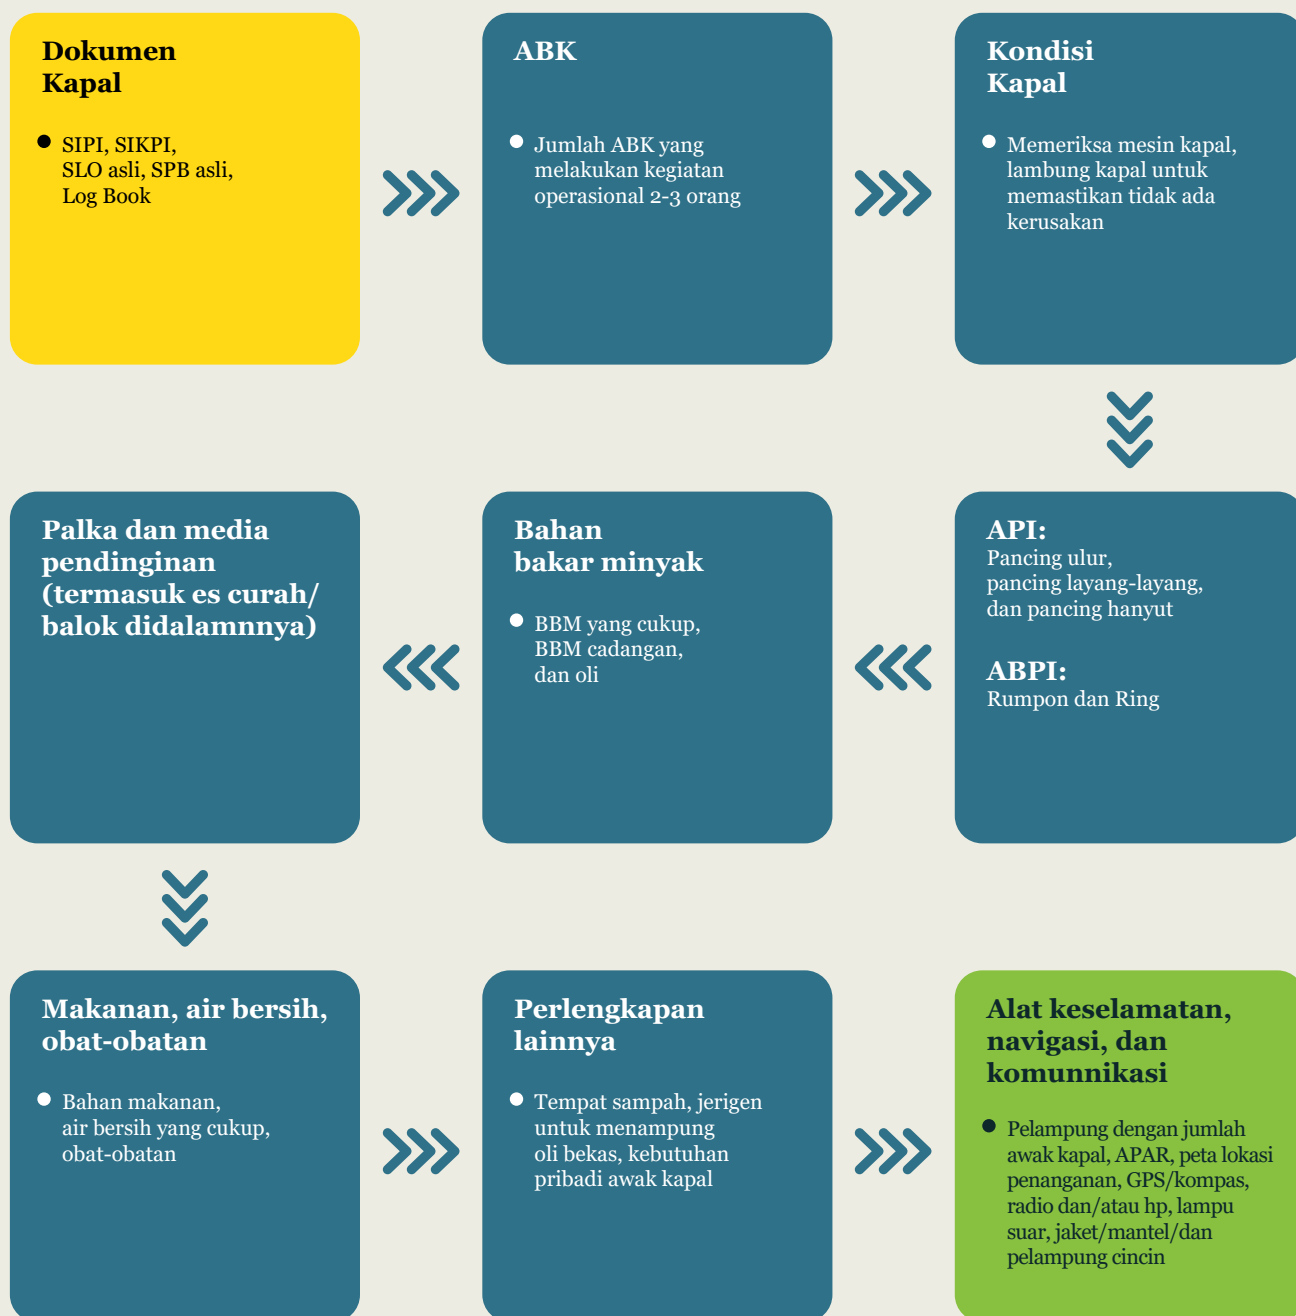 Dokumen
Kapal
SIPI, SIKPI,
SLO asli, SPB asli,
Log Book
ABK
Jumlah ABK yang
melakukan kegiatan
operasional 2-3 orang
Kondisi
Kapal
Memeriksa mesin kapal,
lambung kapal untuk
memastikan tidak ada
kerusakan
API:
Pancing ulur,
pancing layang-layang,
dan pancing hanyut
ABPI:
Rumpon dan Ring
Bahan
bakar minyak
BBM yang cukup,
BBM cadangan,
dan oli
Palka dan media
pendinginan
(termasuk es curah/
balok didalamnnya)
Makanan, air bersih,
obat-obatan
Bahan makanan,
air bersih yang cukup,
obat-obatan
Perlengkapan
lainnya
Tempat sampah, jerigen
untuk menampung
oli bekas, kebutuhan
pribadi awak kapal
Alat keselamatan,
navigasi, dan
komunnikasi
Pelampung dengan jumlah
awak kapal, APAR, peta lokasi
penanganan, GPS/kompas,
radio dan/atau hp, lampu
suar, jaket/mantel/dan
pelampung cincin